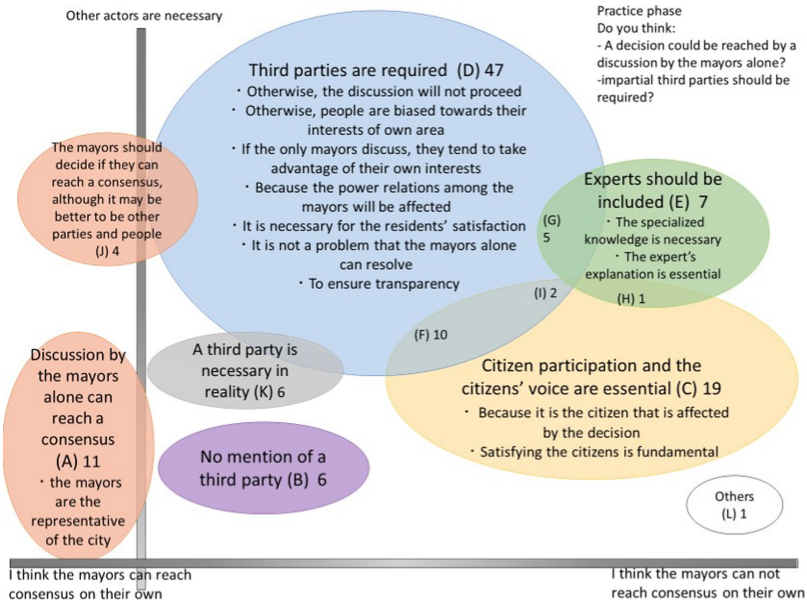 Other actors are necessary
Practice phase
Do you think:
- A decision could be reached by a
discussion by the mayors alone?
-impartial third parties should be
required?
Third parties are required (D) 47
・Otherwise, the discussion will not proceed
・Otherwise, people are biased towards their
interests of own area
・If the only mayors discuss, they tend to take
advantage of their own interests
・Because the power relations among the
mayors will be affected
・It is necessary for the residents' satisfaction
・It is not a problem that the mayors alone
can resolve
・To ensure transparency
The mayors should
decide if they can
reach a consensus,
although it may be
better to be other
parties and people
(J) 4
Experts should be
included (E) 7
・The specialized
knowledge is necessary
・The expert's
explanation is essential
(G)
5
(I) 2
(H) 1
(F) 10
Discussion by
the mayors
alone can
reach a
consensus
(A) 11
・the mayors
are the
representative
of the city
A third party is
necessary in
reality (K) 6
Citizen participation and the
citizens' voice are essential (C) 19
・Because it is the citizen that is affected
by the decision
・Satisfying the citizens is fundamental
No mention of a
third party (B) 6
Others
(L) 1
I think the mayors can reach
consensus on their own
I think the mayors can not
reach consensus on their own